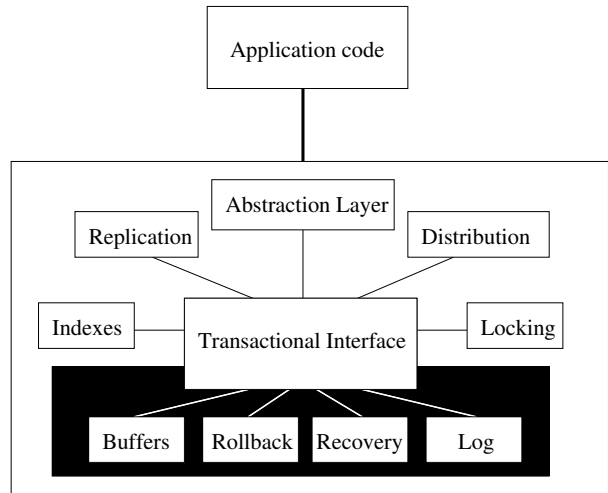 Application code
Abstraction Layer
Replication
Distribution
Indexes
Transactional Interface
Locking
Buffers
Rollback
Recovery
Log